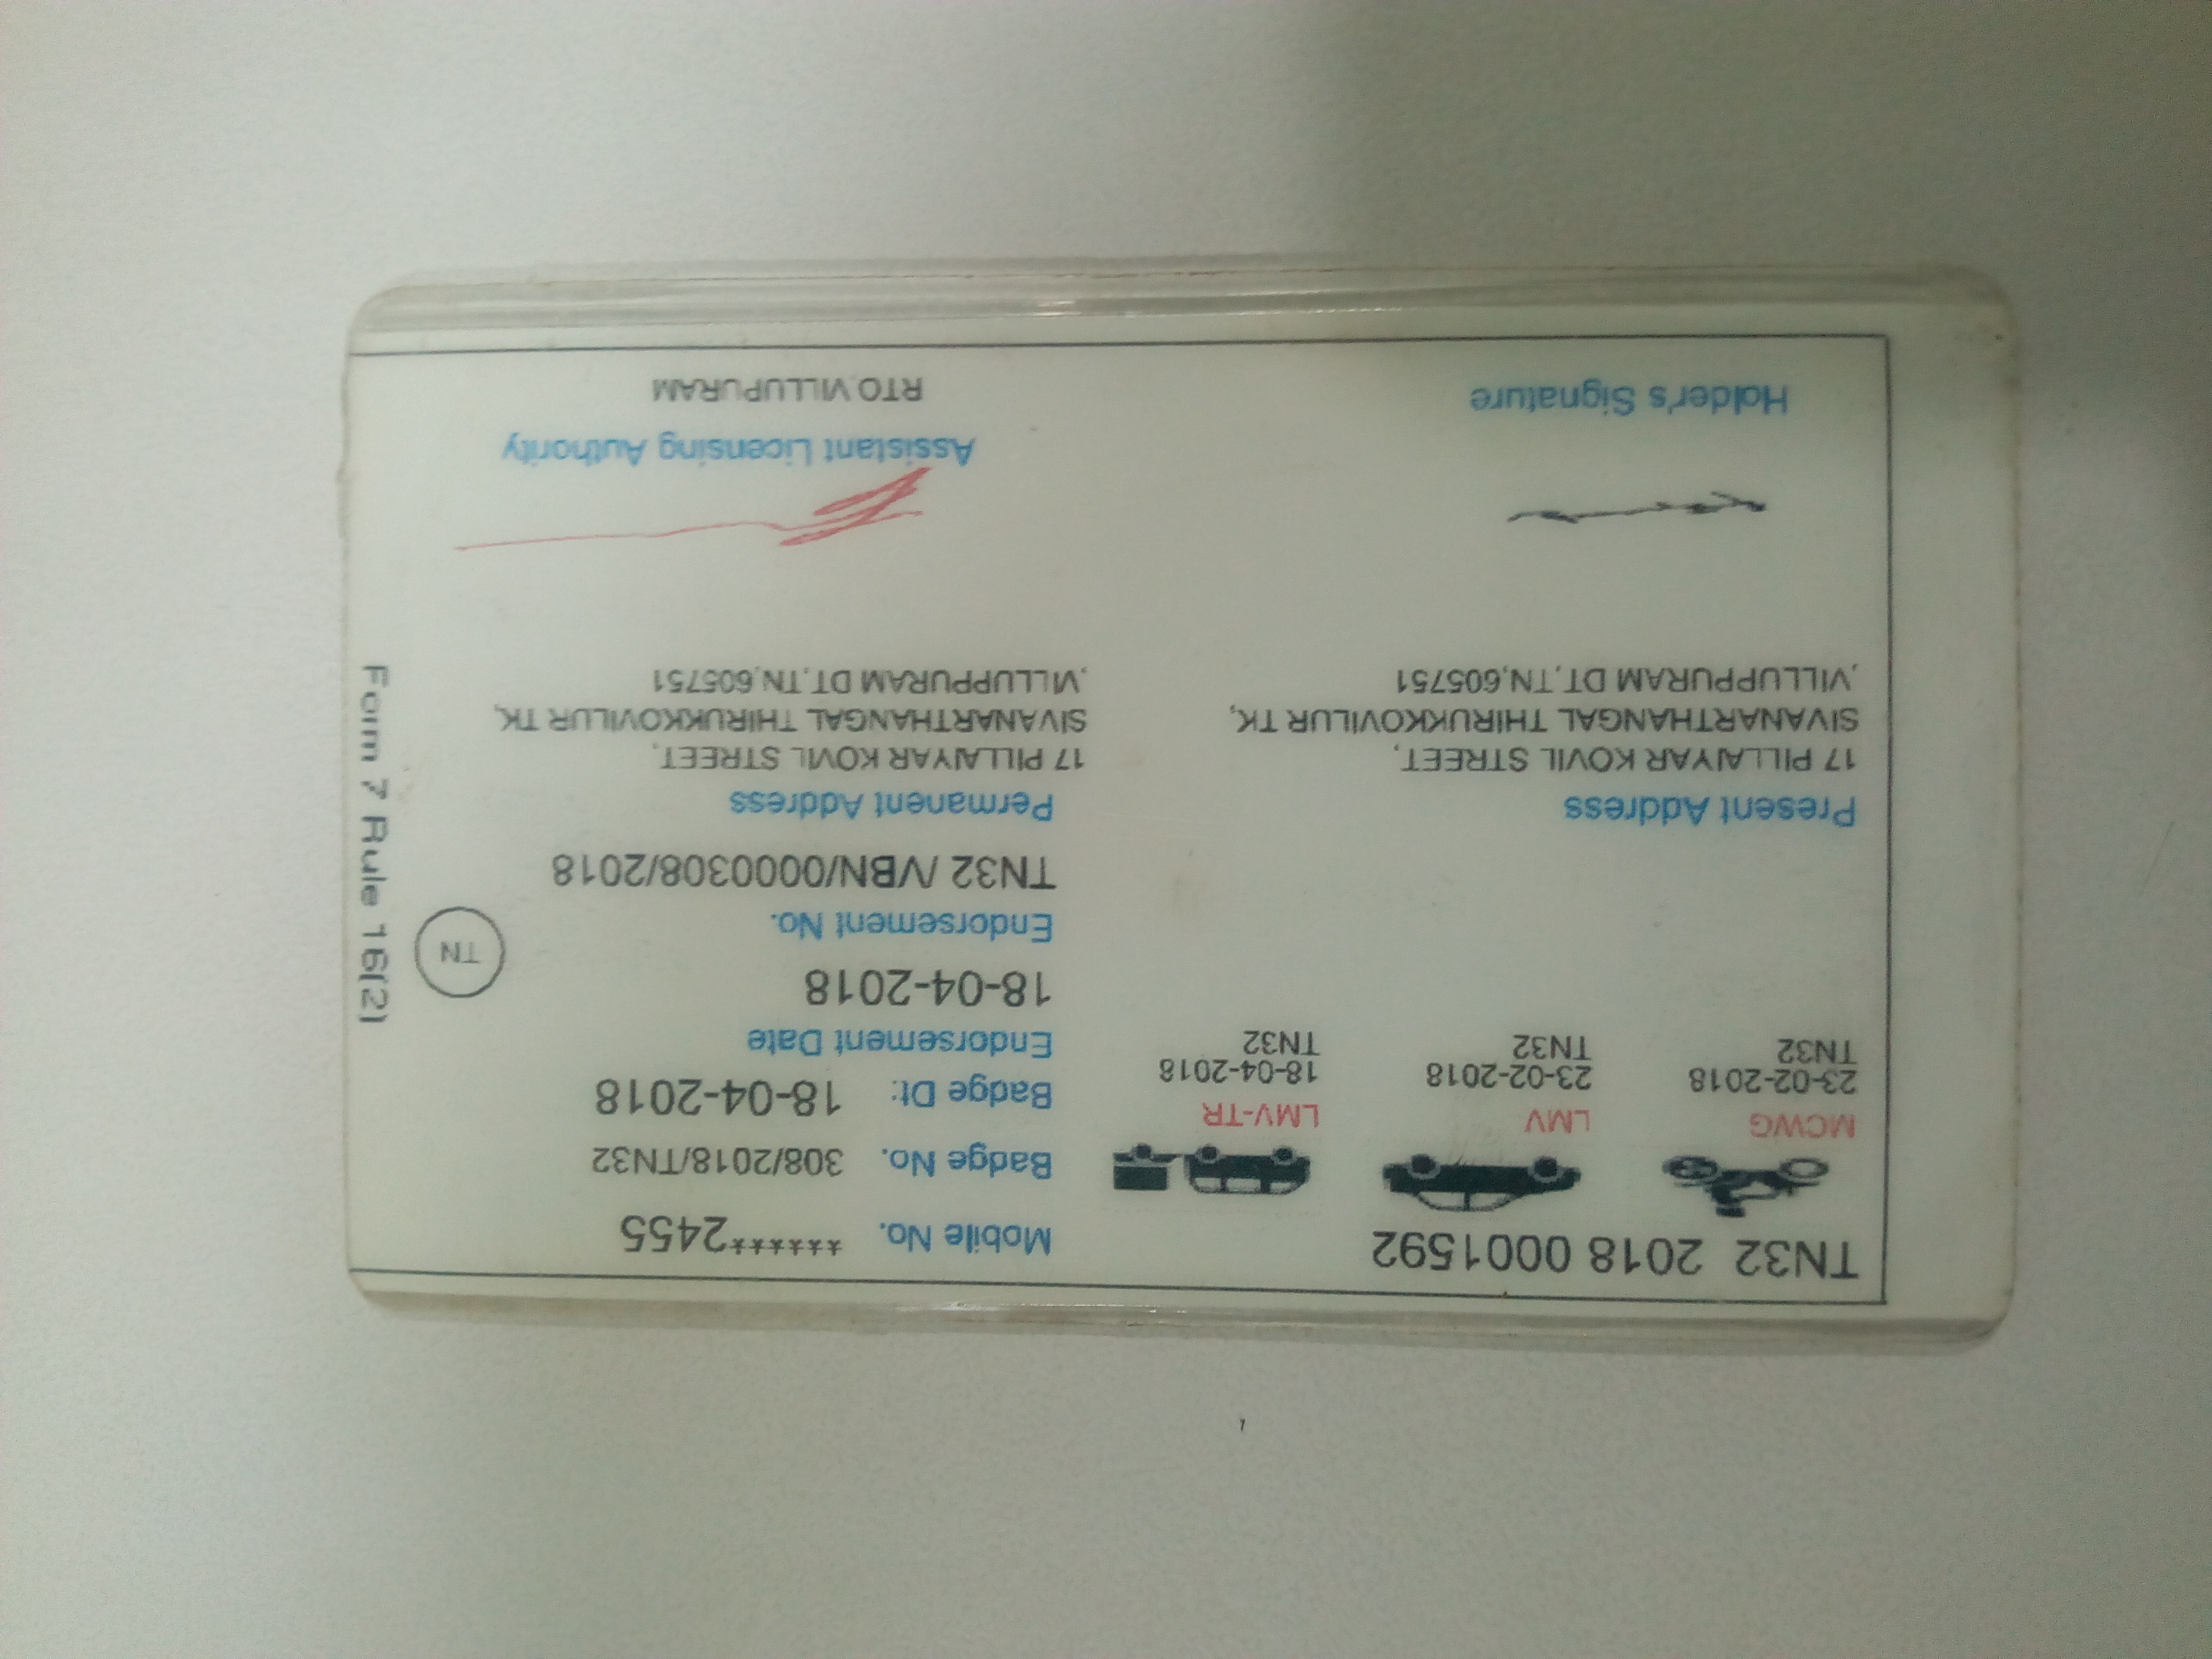 TN32 2018 0001592
MCWG
23-02-2018
TN32
LMV
23-02-2018
TN32
LMV-TR
18-04-2018
TN32
Mobile No. ******2455
Badge No. 308/2018/TN32
Badge Dt: 18-04-2018
Endorsement Date
18-04-2018
Endorsement No.
TN32 /VBN/0000308/2018
TN
Present Address
17 PILLAIYAR KOVIL STREET,
SIVANARTHANGAL THIRUKKOVILUR TK,
,VILLUPPURAM DT,TN,605751
Permanent Address
17 PILLAIYAR KOVIL STREET,
SIVANARTHANGAL THIRUKKOVILUR TK,
,VILLUPPURAM DT,TN,605751
Holder's Signature
Assistant Licensing Authority
RTO,VILLUPURAM
Form 7 Rule 16(2)